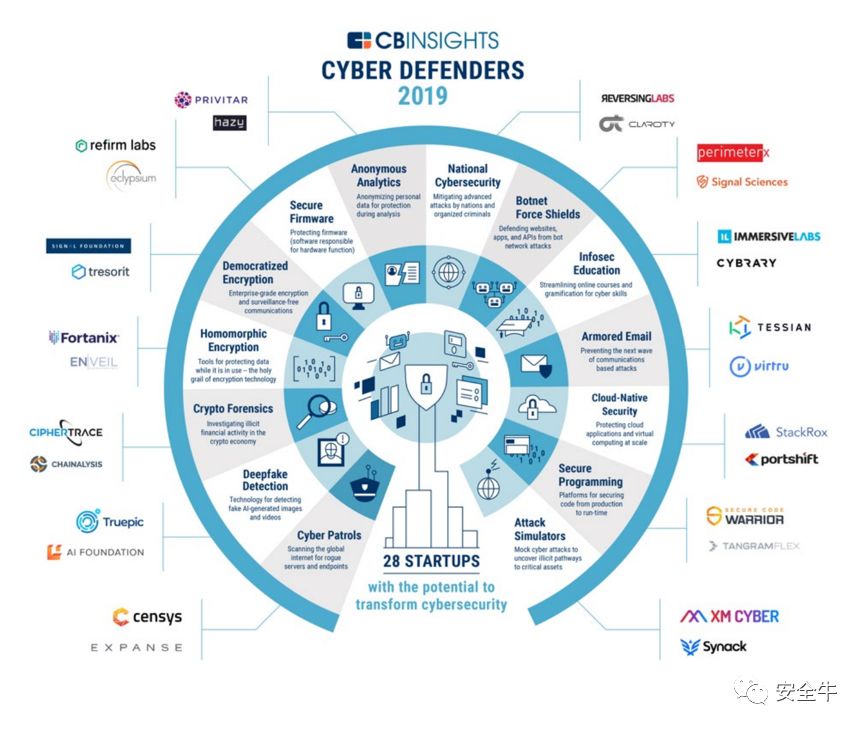 CBINSIGHTS
CYBER DEFENDERS
2019
PRIVITAR
hazy
refirm labs
eclypsium
SIGNAL FOUNDATION
tresorit
Fortanix
ENVEIL
CIPHERTRACE
CHAINALYSIS
Truepic
AI FOUNDATION
censys
EXPANSE
REVERSINGLABS
CLAROTY
perimeterx
Signal Sciences
IMMERSIVELABS
CYBRARY
TESSIAN
virtru
StackRox
portshift
SECURE CODE
WARRIOR
TANGRAMFLEX
XM CYBER
Synack
Anonymous
Analytics
Anonymizing personal
data for protection
during analysis
National
Cybersecurity
Mitigating advanced
attacks by nations and
organized criminals
Secure
Firmware
Protecting firmware
(software responsible
for hardware function)
Botnet
Force Shields
Defending websites,
apps, and APIs from bot
network attacks
Democratized
Encryption
Enterprise-grade encryption
and surveillance-free
communications
Infosec
Education
Streamlining online courses and
gramification for cyber skills
Homomorphic
Encryption
Tools for protecting data
while it is in use – the holy
grail of encryption technology
Armored Email
Preventing the next wave
of communications
based attacks
Crypto Forensics
Investigating illicit
financial activity in the
crypto economy
Cloud-Native
Security
Protecting cloud
applications and virtual
computing at scale
Deepfake
Detection
Technology for detecting
fake AI-generated images
and videos
Secure
Programming
Platforms for securing
code from production
to run-time
Cyber Patrols
Scanning the global
internet for rogue
servers and endpoints
Attack
Simulators
Mock cyber attacks to
uncover illicit pathways
to critical assets
28 STARTUPS
with the potential to
transform cybersecurity
安全牛